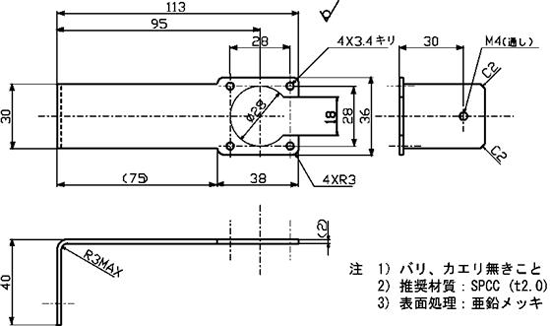 113
95
28
4X3.4キリ
30
M4(通し)
C2
30
Ø28
18
28
36
C2
(75)
38
4XR3
R3MAX
(2)
40
注 1) バリ、カエリ無きこと
2) 推奨材質:SPCC (t2.0)
3) 表面処理:亜鉛メッキ